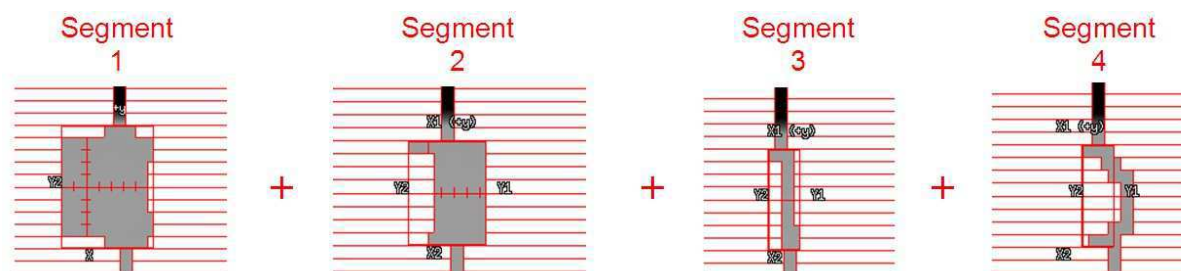 Segment
1
Segment
2
Segment
3
Segment
4
+y
Y2
X
+
X1 (+y)
Y2
Y1
X2
+
X1 (+y)
Y2
Y1
X2
+
X1 (+y)
Y2
Y1
X2